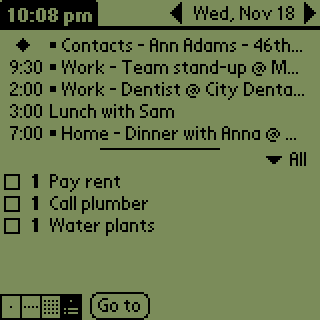 10:08 pm
Wed, Nov 18
Contacts - Ann Adams - 46th...
9:30 Work - Team stand-up @ M...
2:00 Work - Dentist @ City Denta...
3:00 Lunch with Sam
7:00 Home - Dinner with Anna @ ...
All
1 Pay rent
1 Call plumber
1 Water plants
Go to